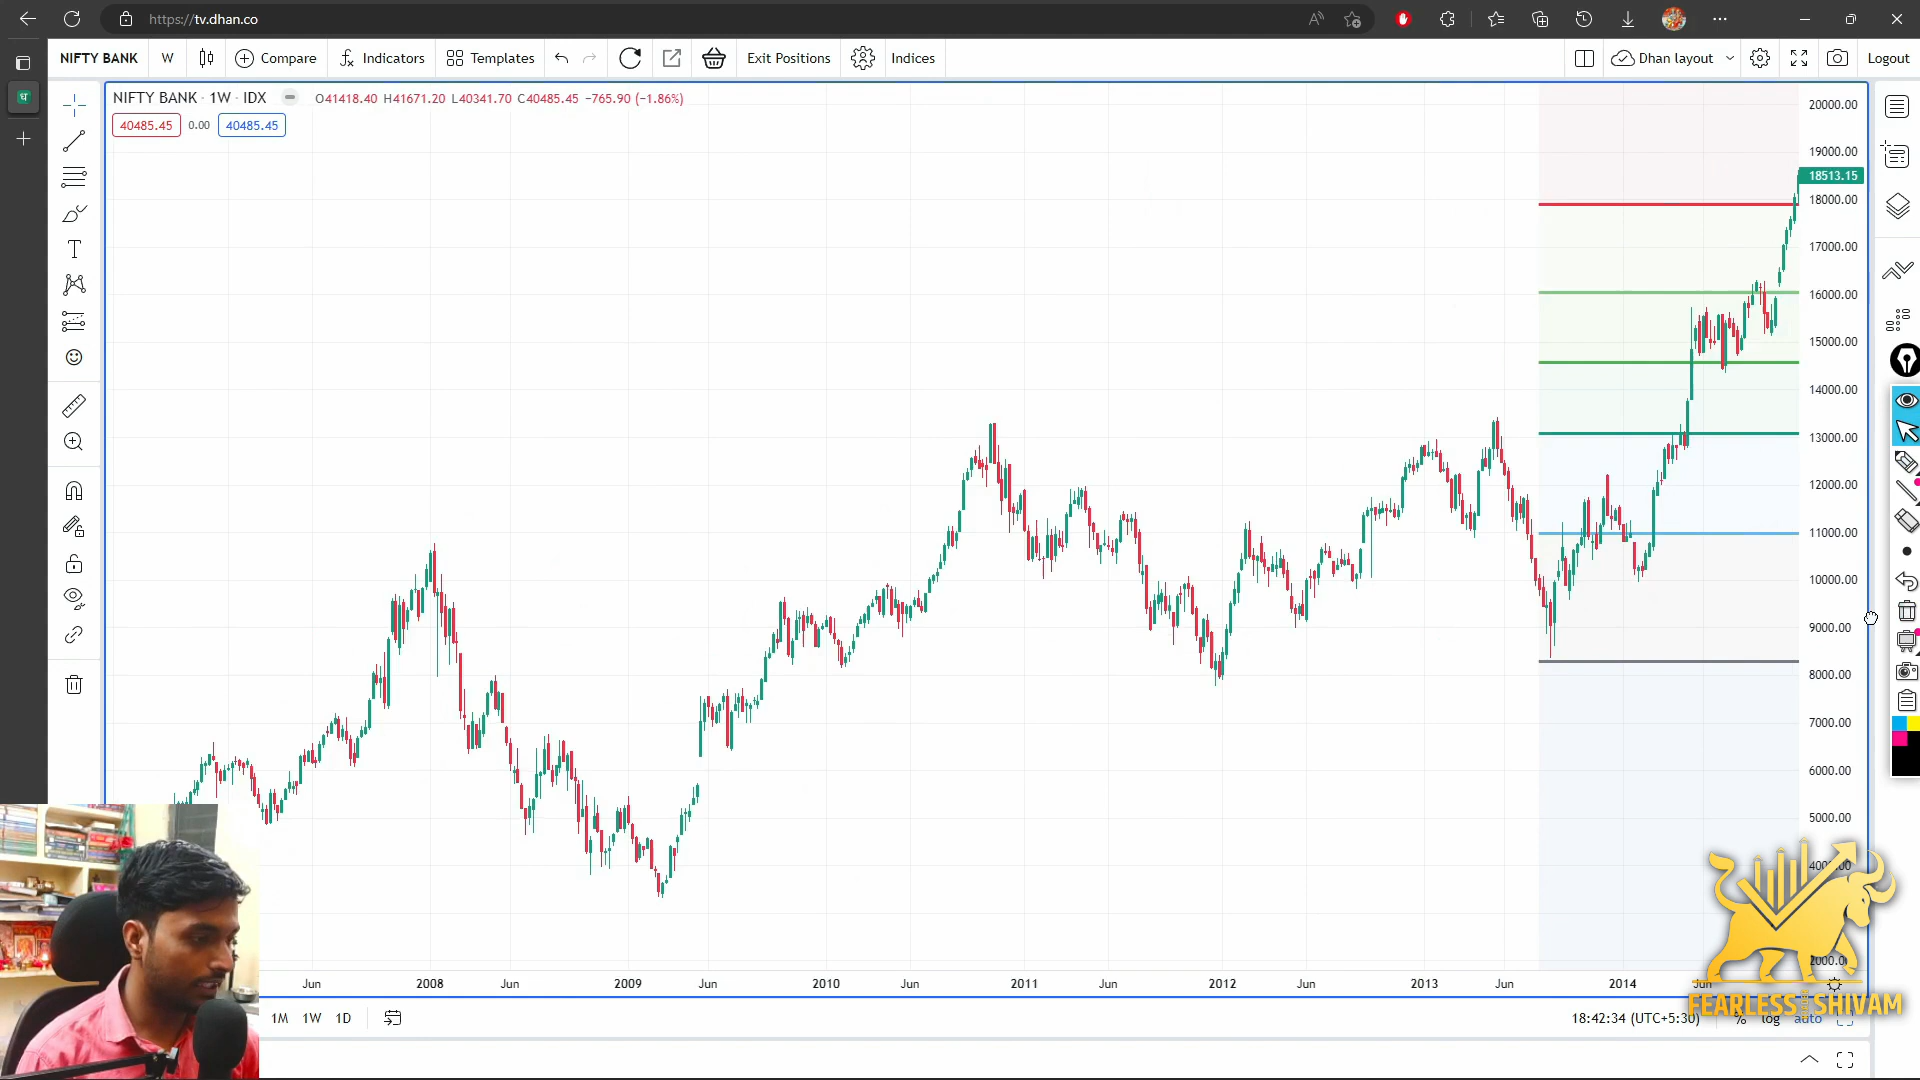 https://tv.dhan.co
NIFTY BANK W Compare Indicators Templates Exit Positions Indices Dhan layout Logout
NIFTY BANK · 1W · IDX O41418.40 H41671.20 L40341.70 C40485.45 −765.90 (−1.86%)
40485.45 0.00 40485.45
20000.00
19000.00
18513.15
18000.00
17000.00
16000.00
15000.00
14000.00
13000.00
12000.00
11000.00
10000.00
9000.00
8000.00
7000.00
6000.00
5000.00
Jun 2008 Jun 2009 Jun 2010 Jun 2011 Jun 2012 Jun 2013 Jun 2014 Jun
FEARLESS SHIVAM
1M 1W 1D 18:42:34 (UTC+5:30) % log auto